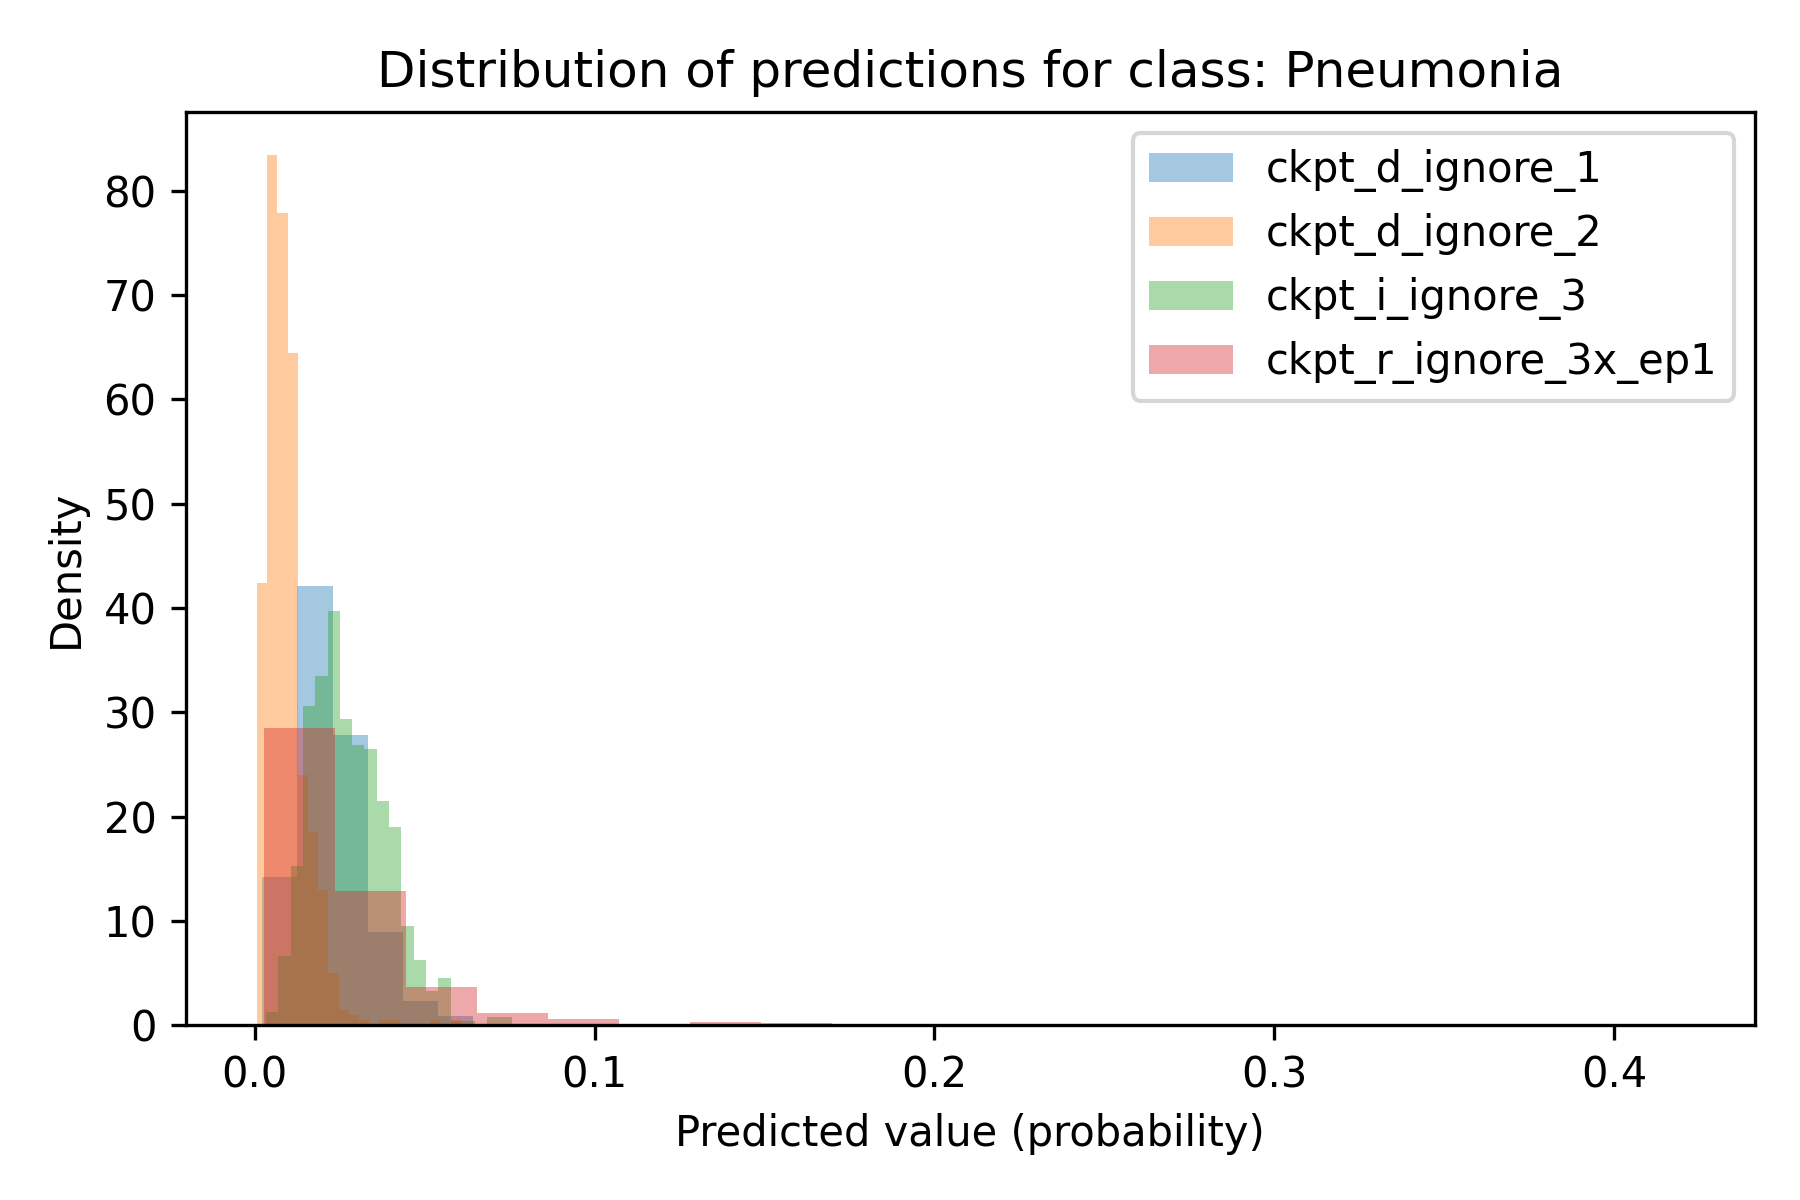 Distribution of predictions for class: Pneumonia
ckpt_d_ignore_1
ckpt_d_ignore_2
ckpt_i_ignore_3
ckpt_r_ignore_3x_ep1
Density
80
70
60
50
40
30
20
10
0
0.0 0.1 0.2 0.3 0.4
Predicted value (probability)